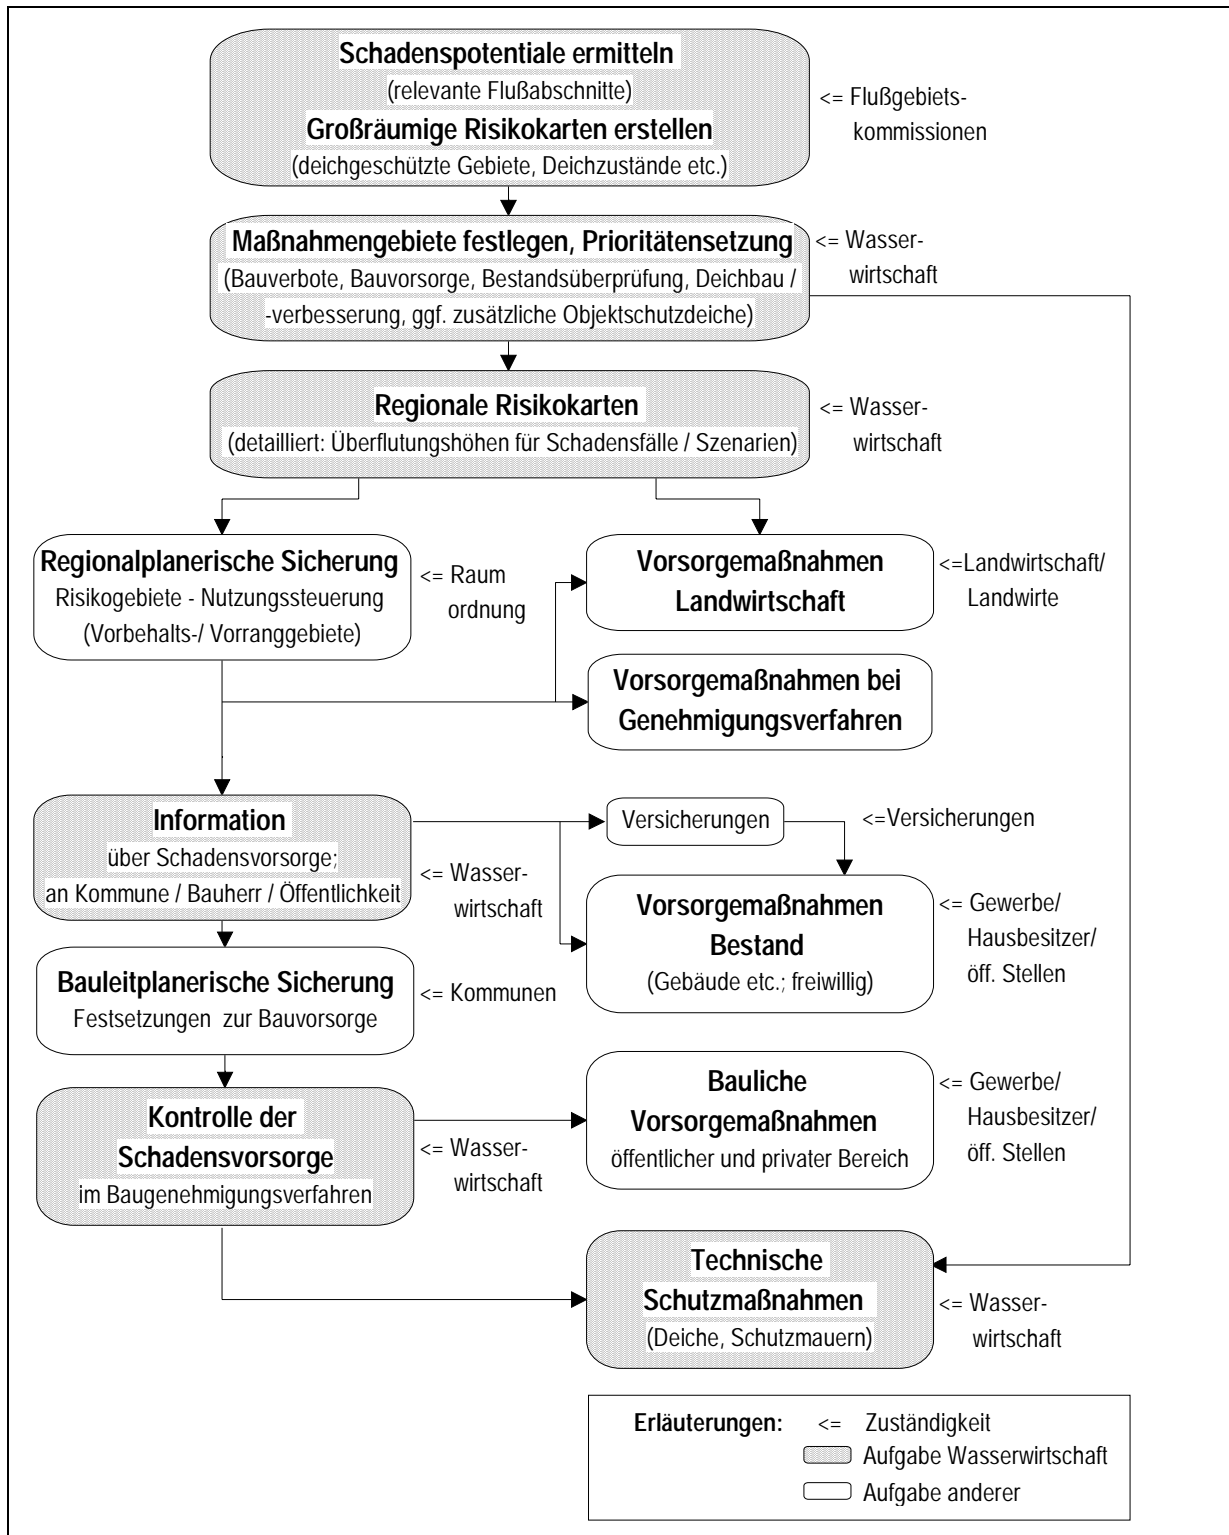 Schadenspotentiale ermitteln
(relevante Flußabschnitte)
Großräumige Risikokarten erstellen
(deichgeschützte Gebiete, Deichzustände etc.)
<= Flußgebiets-
kommissionen
Maßnahmengebiete festlegen, Prioritätensetzung
(Bauverbote, Bauvorsorge, Bestandsüberprüfung, Deichbau /
-verbesserung, ggf. zusätzliche Objektschutzdeiche)
<= Wasser-
wirtschaft
Regionale Risikokarten
(detailliert: Überflutungshöhen für Schadensfälle / Szenarien)
<= Wasser-
wirtschaft
Regionalplanerische Sicherung
Risikogebiete - Nutzungssteuerung
(Vorbehalts-/ Vorranggebiete)
<= Raum
ordnung
Vorsorgemaßnahmen
Landwirtschaft
<=Landwirtschaft/
Landwirte
Vorsorgemaßnahmen bei
Genehmigungsverfahren
Information
über Schadensvorsorge;
an Kommune / Bauherr / Öffentlichkeit
<= Wasser-
wirtschaft
Versicherungen
<=Versicherungen
Vorsorgemaßnahmen
Bestand
(Gebäude etc.; freiwillig)
<= Gewerbe/
Hausbesitzer/
öff. Stellen
Bauleitplanerische Sicherung
Festsetzungen zur Bauvorsorge
<= Kommunen
Kontrolle der
Schadensvorsorge
im Baugenehmigungsverfahren
<= Wasser-
wirtschaft
Bauliche
Vorsorgemaßnahmen
öffentlicher und privater Bereich
<= Gewerbe/
Hausbesitzer/
öff. Stellen
Technische
Schutzmaßnahmen
(Deiche, Schutzmauern)
<= Wasser-
wirtschaft
Erläuterungen: <= Zuständigkeit
Aufgabe Wasserwirtschaft
Aufgabe anderer